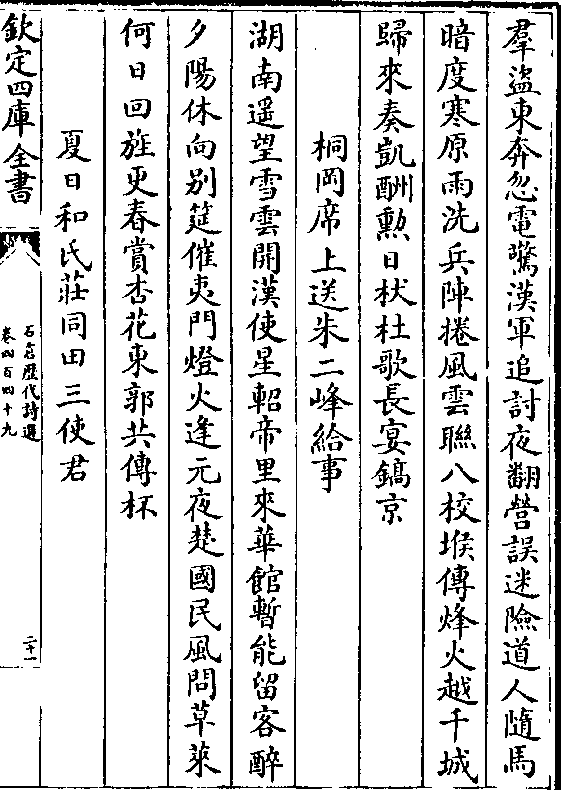 羣盜東奔忽電驚漢軍追討夜翻營誤迷險道人隨馬
暗度寒原雨洗兵陣捲風雲聯八校堠傳烽火越千城
歸來奏凱酬勲日杕杜歌長宴鎬京
桐岡席上送朱二峰給事
湖南遥望雪雲開漢使星軺帝里來華館暫能留客醉
夕陽休向别筵催夷門燈火逢元夜楚國民風問草萊
何日回旌更春賞杏花東郭共傳杯
夏日和氏莊同田三使君
欽定四庫全書
石倉歴代詩選
卷四百四十九
二十一